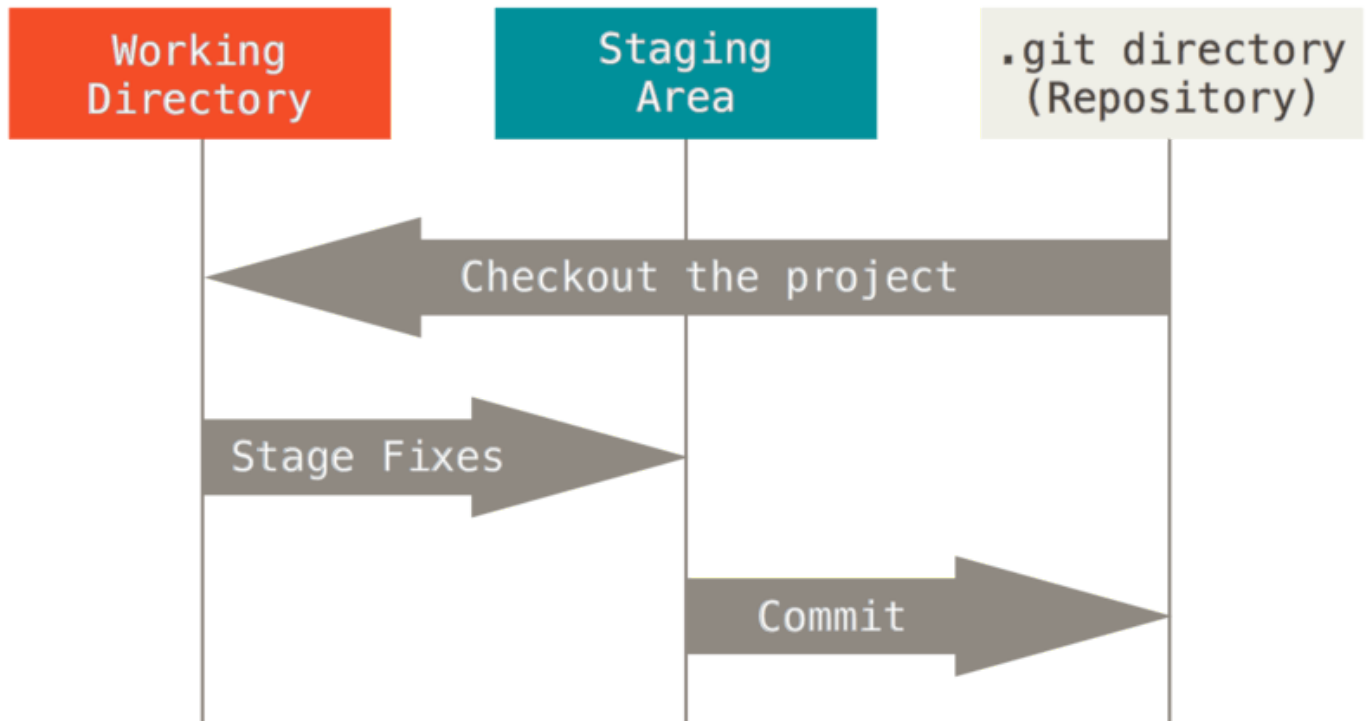 Working
Directory
Staging
Area
.git directory
(Repository)
Checkout the project
Stage Fixes
Commit